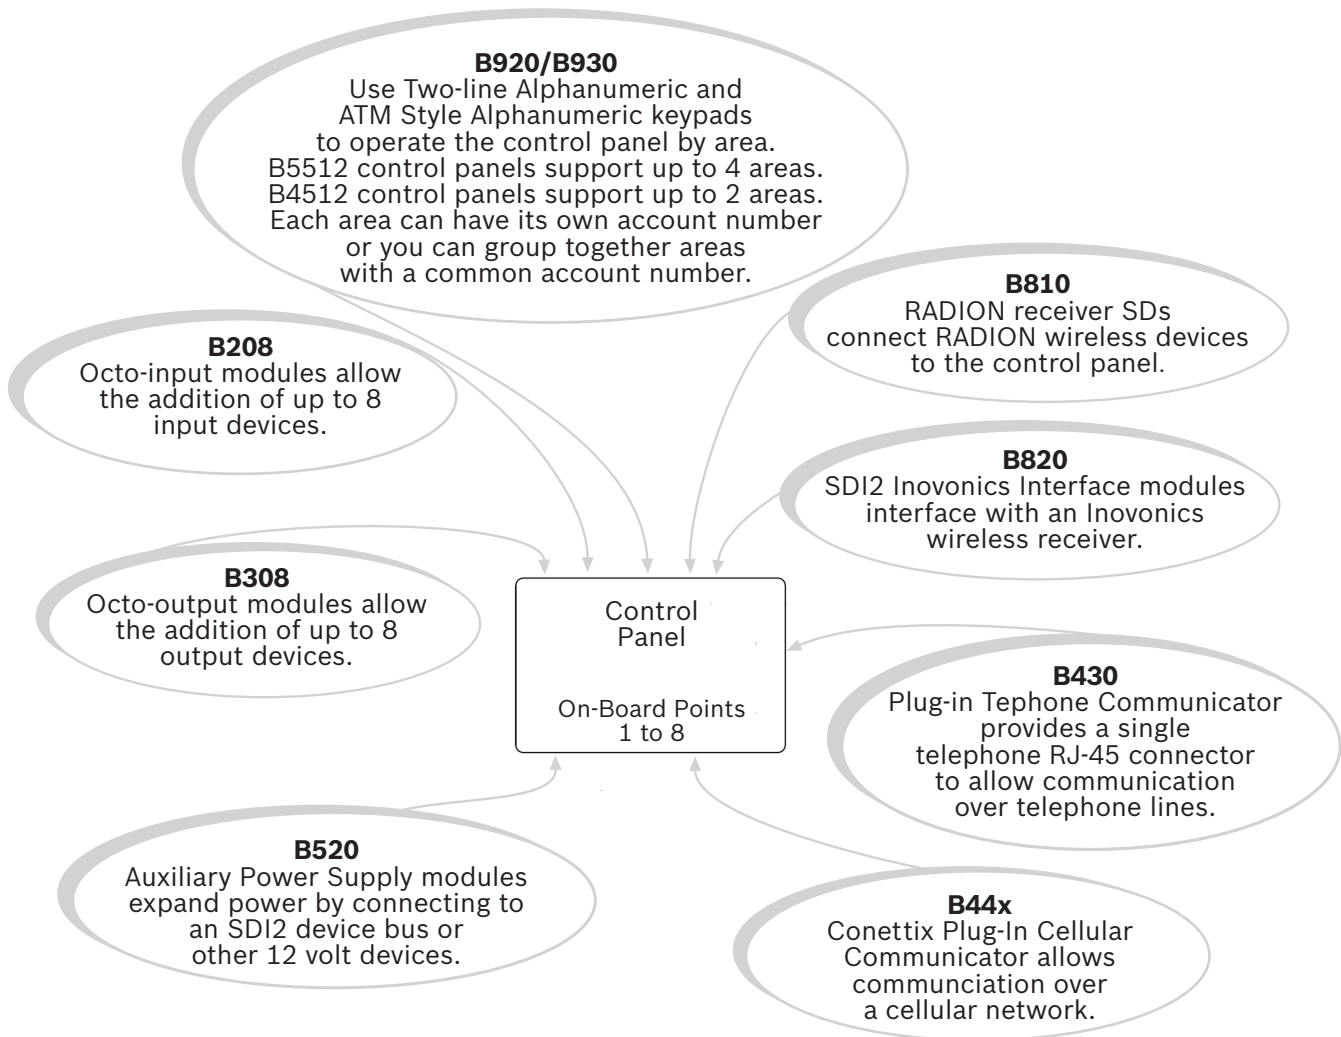 B920/B930
Use Two-line Alphanumeric and
ATM Style Alphanumeric keypads
to operate the control panel by area.
B5512 control panels support up to 4 areas.
B4512 control panels support up to 2 areas.
Each area can have its own account number
or you can group together areas
with a common account number.
B810
RADION receiver SDs
connect RADION wireless devices
to the control panel.
B208
Octo-input modules allow
the addition of up to 8
input devices.
B820
SDI2 Inovonics Interface modules
interface with an Inovonics
wireless receiver.
B308
Octo-output modules allow
the addition of up to 8
output devices.
Control
Panel
On-Board Points
1 to 8
B430
Plug-in Tephone Communicator
provides a single
telephone RJ-45 connector
to allow communication
over telephone lines.
B520
Auxiliary Power Supply modules
expand power by connecting to
an SDI2 device bus or
other 12 volt devices.
B44x
Conettix Plug-In Cellular
Communicator allows
communciation over
a cellular network.